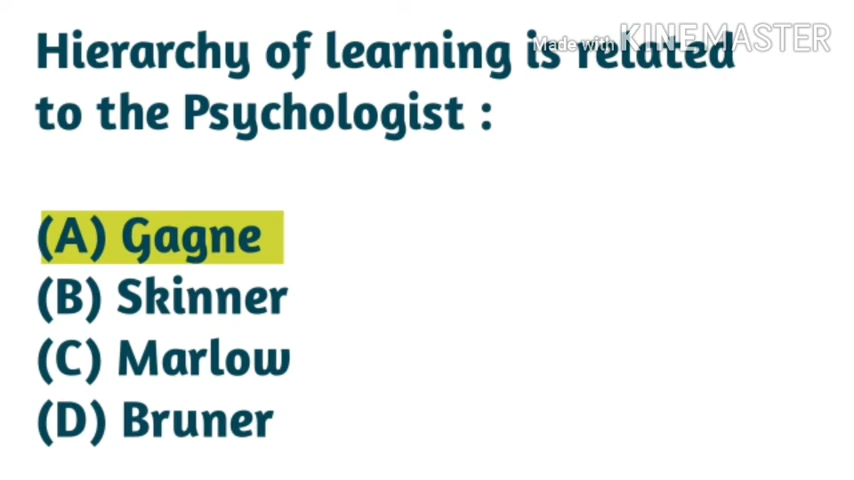 Made with KINEMASTER
Hierarchy of learning is related
to the Psychologist :
(A) Gagne
(B) Skinner
(C) Marlow
(D) Bruner